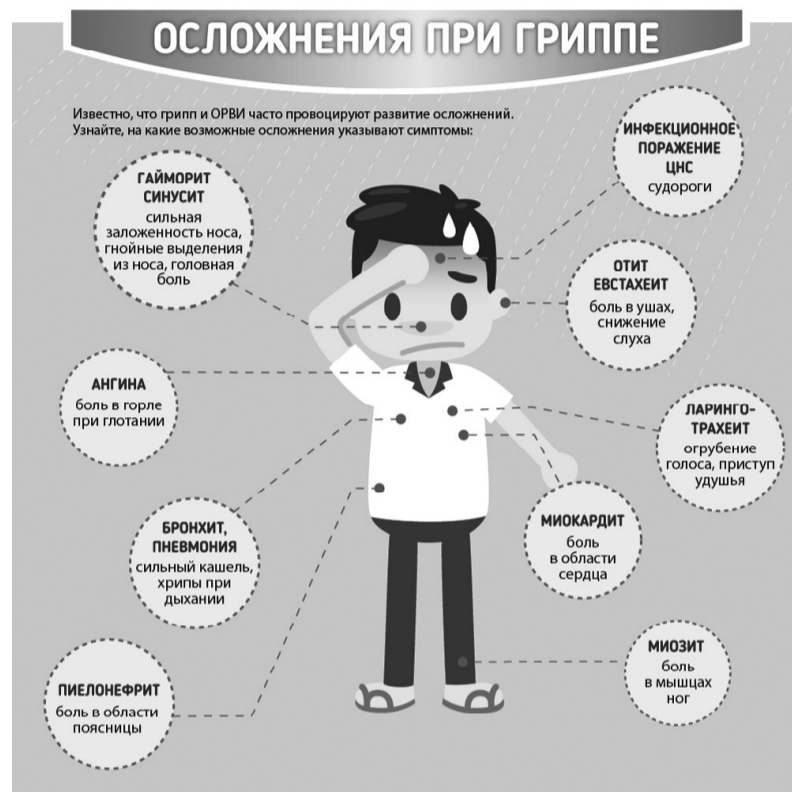 ОСЛОЖНЕНИЯ ПРИ ГРИППЕ
Известно, что грипп и ОРВИ часто провоцируют развитие осложнений.
Узнайте, на какие возможные осложнения указывают симптомы:
ГАЙМОРИТ
СИНУСИТ
сильная
заложенность носа,
гнойные выделения
из носа, головная
боль
ИНФЕКЦИОННОЕ
ПОРАЖЕНИЕ
ЦНС
судороги
ОТИТ
ЕВСТАХЕИТ
боль в ушах,
снижение
слуха
АНГИНА
боль в горле
при глотании
ЛАРИНГО-
ТРАХЕИТ
огрубение
голоса, приступ
удушья
БРОНХИТ,
ПНЕВМОНИЯ
сильный кашель,
хрипы при
дыхании
МИОКАРДИТ
боль
в области
сердца
ПИЕЛОНЕФРИТ
боль в области
поясницы
МИОЗИТ
боль
в мышцах
ног